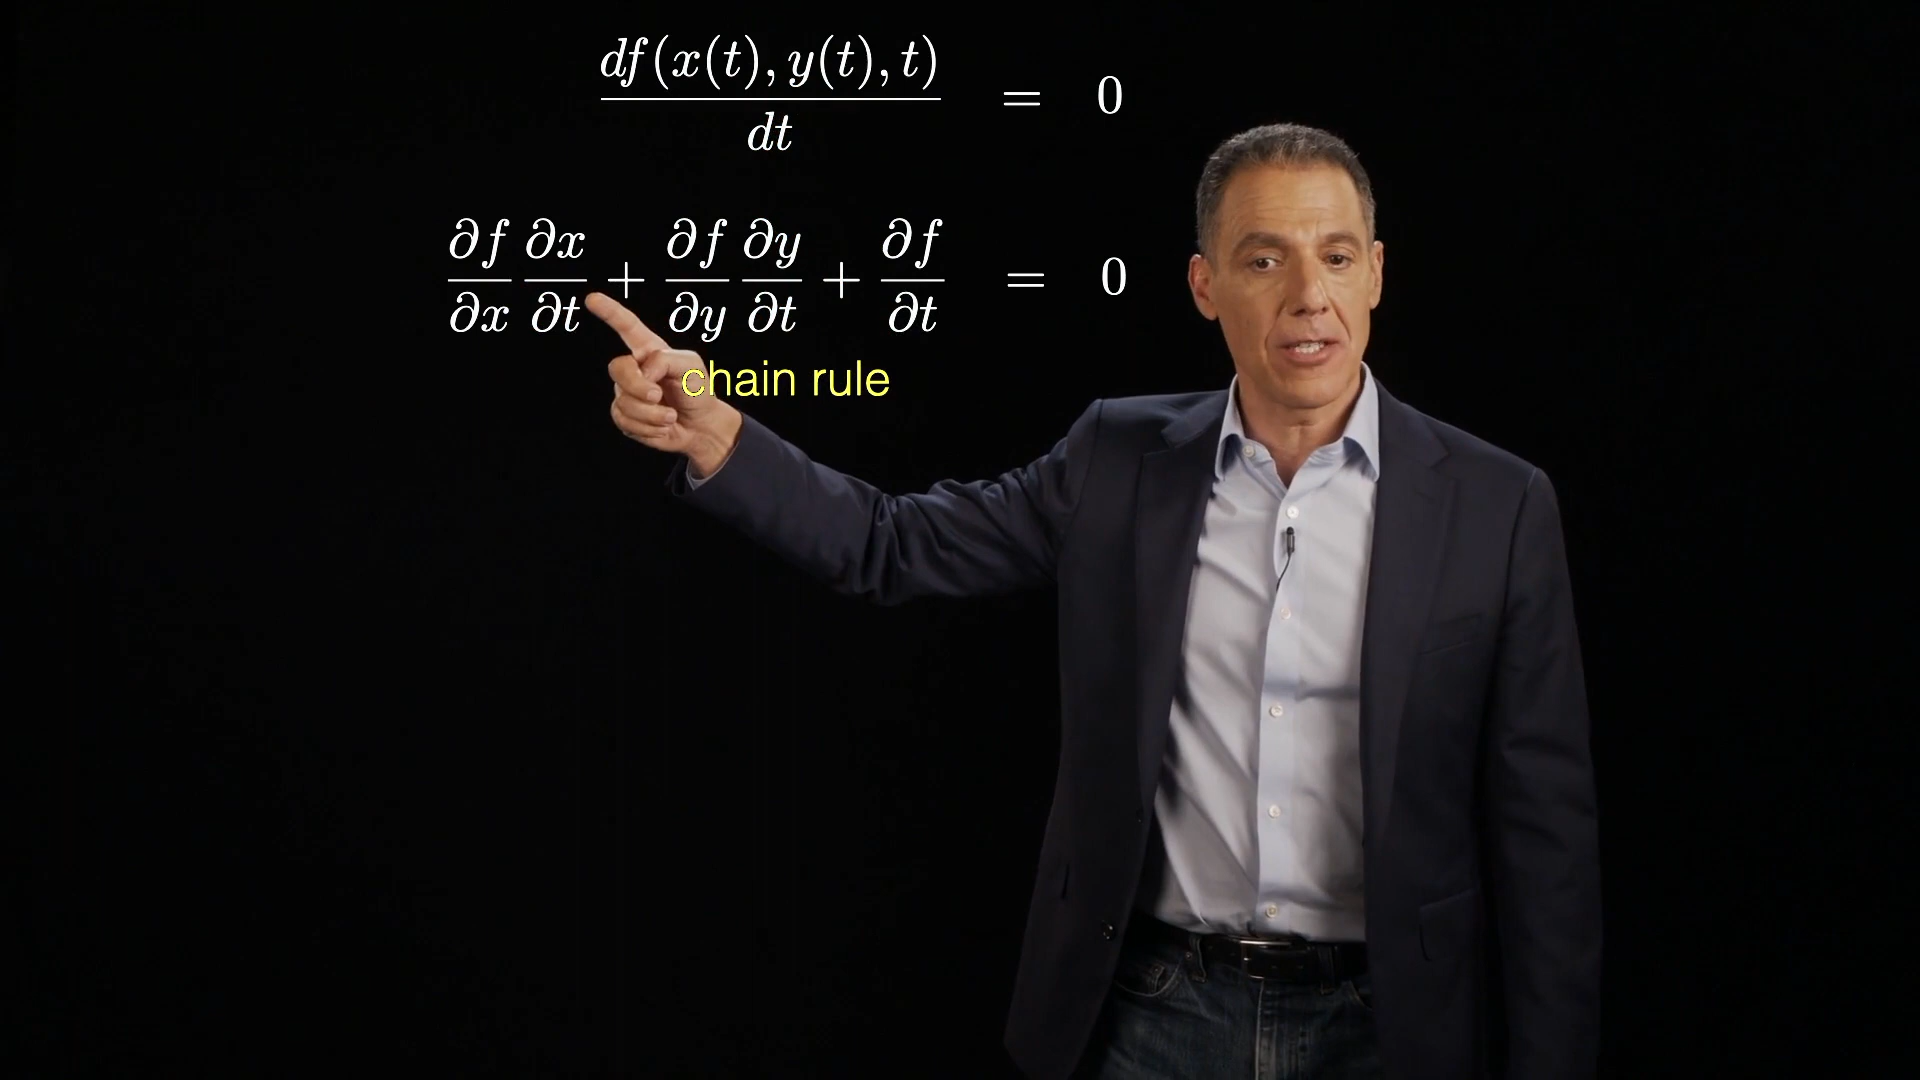 df(x(t), y(t), t) / dt = 0
∂f/∂x ∂x/∂t + ∂f/∂y ∂y/∂t + ∂f/∂t = 0
chain rule